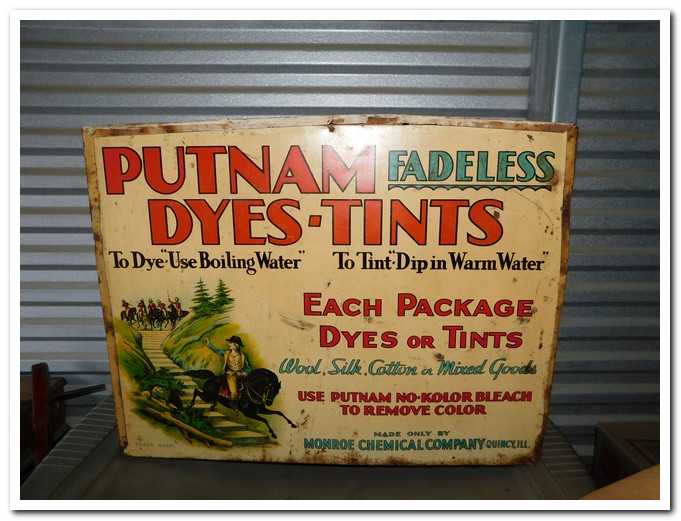 PUTNAM FADELESS
DYES-TINTS
To Dye-"Use Boiling Water" To Tint-"Dip in Warm Water"
EACH PACKAGE
DYES OR TINTS
Wool, Silk, Cotton or Mixed Goods
USE PUTNAM NO-KOLOR BLEACH
TO REMOVE COLOR
MADE ONLY BY
MONROE CHEMICAL COMPANY QUINCY, ILL.
TRADE MARK